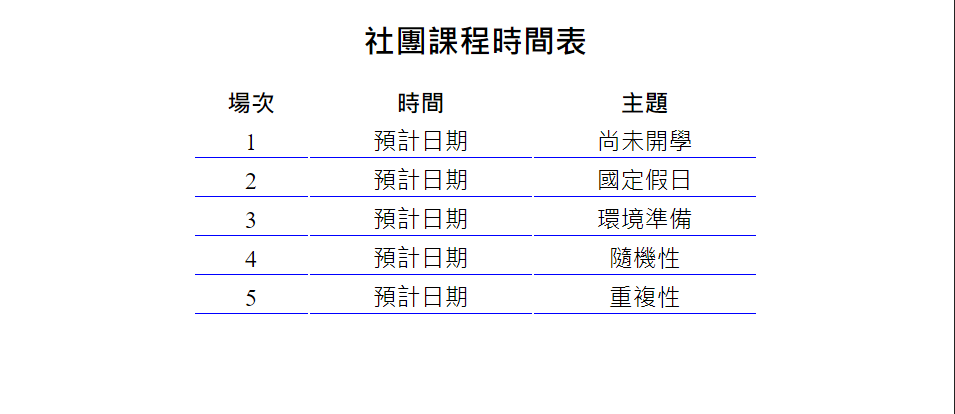 社團課程時間表
場次 時間 主題
1 預計日期 尚未開學
2 預計日期 國定假日
3 預計日期 環境準備
4 預計日期 隨機性
5 預計日期 重複性